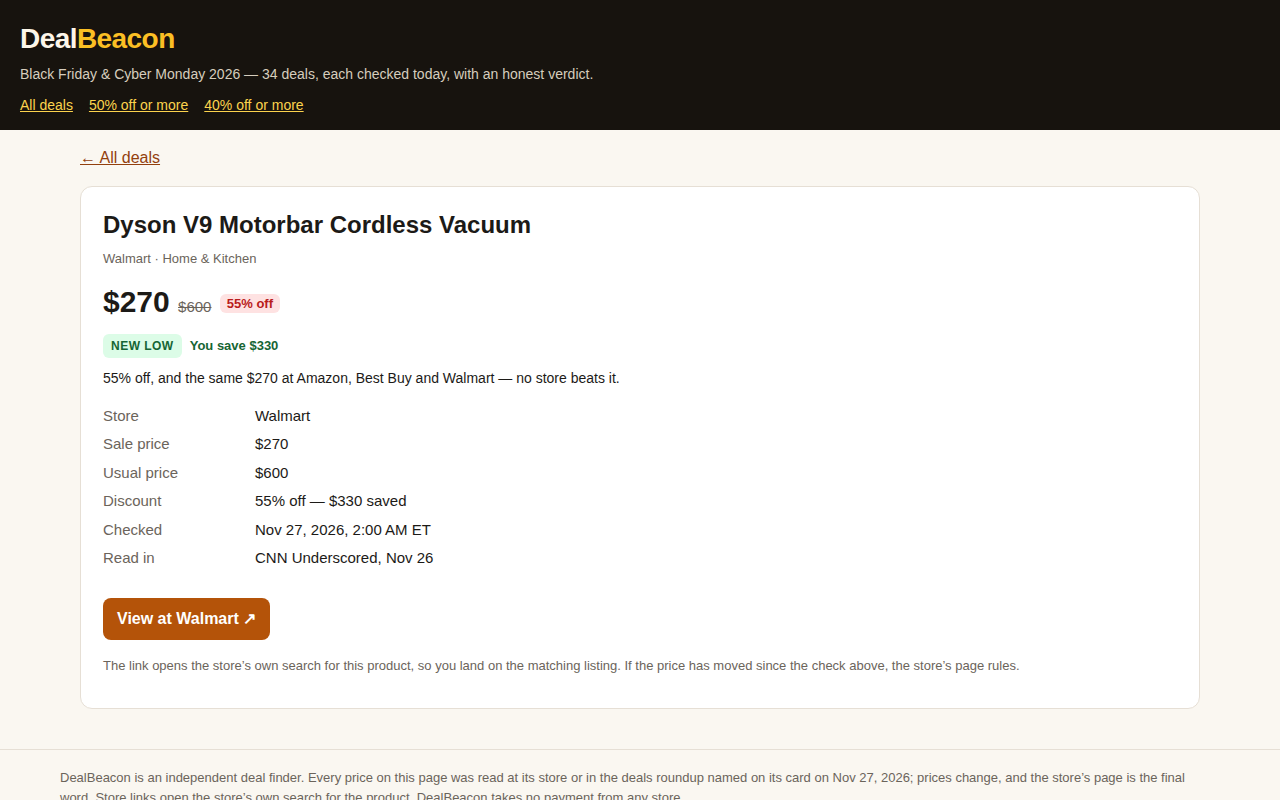 DealBeacon
Black Friday & Cyber Monday 2026 — 34 deals, each checked today, with an honest verdict.
All deals 50% off or more 40% off or more
← All deals
Dyson V9 Motorbar Cordless Vacuum
Walmart · Home & Kitchen
$270 $600 55% off
NEW LOW You save $330
55% off, and the same $270 at Amazon, Best Buy and Walmart — no store beats it.
Store Walmart
Sale price $270
Usual price $600
Discount 55% off — $330 saved
Checked Nov 27, 2026, 2:00 AM ET
Read in CNN Underscored, Nov 26
View at Walmart ↗
The link opens the store’s own search for this product, so you land on the matching listing. If the price has moved since the check above, the store’s page rules.
DealBeacon is an independent deal finder. Every price on this page was read at its store or in the deals roundup named on its card on Nov 27, 2026; prices change, and the store’s page is the final
word. Store links open the store’s own search for the product. DealBeacon takes no payment from any store.